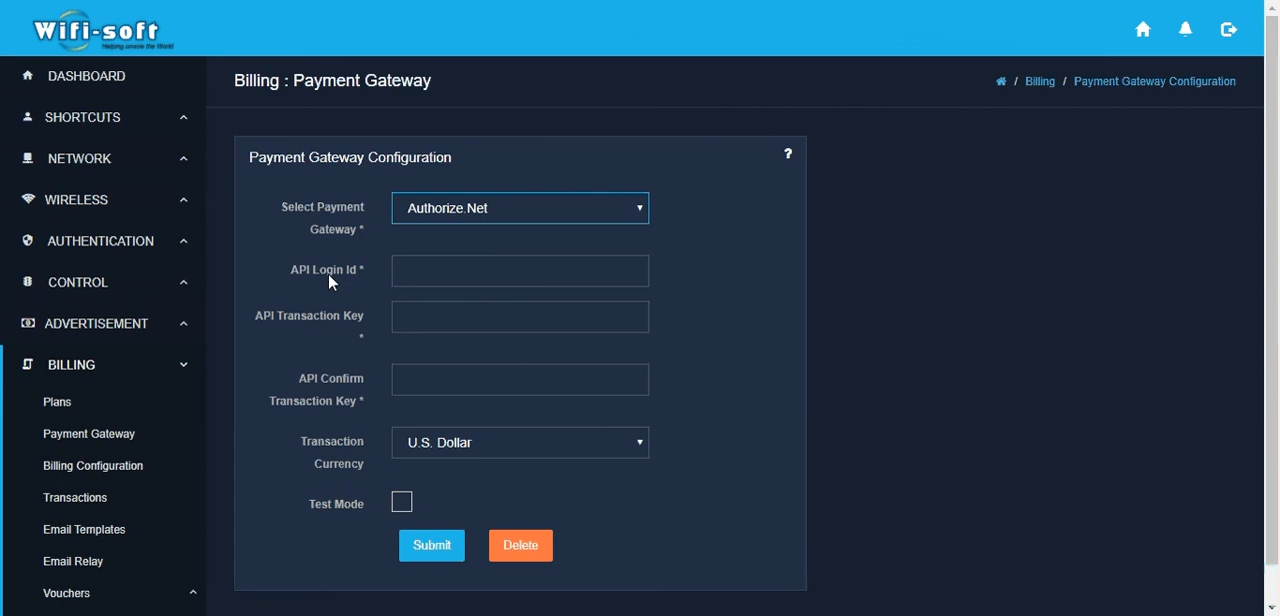 Wifi-soft
Helping unwire the World
DASHBOARD
SHORTCUTS
NETWORK
WIRELESS
AUTHENTICATION
CONTROL
ADVERTISEMENT
BILLING
Plans
Payment Gateway
Billing Configuration
Transactions
Email Templates
Email Relay
Vouchers
Billing : Payment Gateway
/ Billing / Payment Gateway Configuration
Payment Gateway Configuration ?
Select Payment
Gateway *
Authorize.Net
API Login Id *
API Transaction Key
*
API Confirm
Transaction Key *
Transaction
Currency
U.S. Dollar
Test Mode
Submit Delete